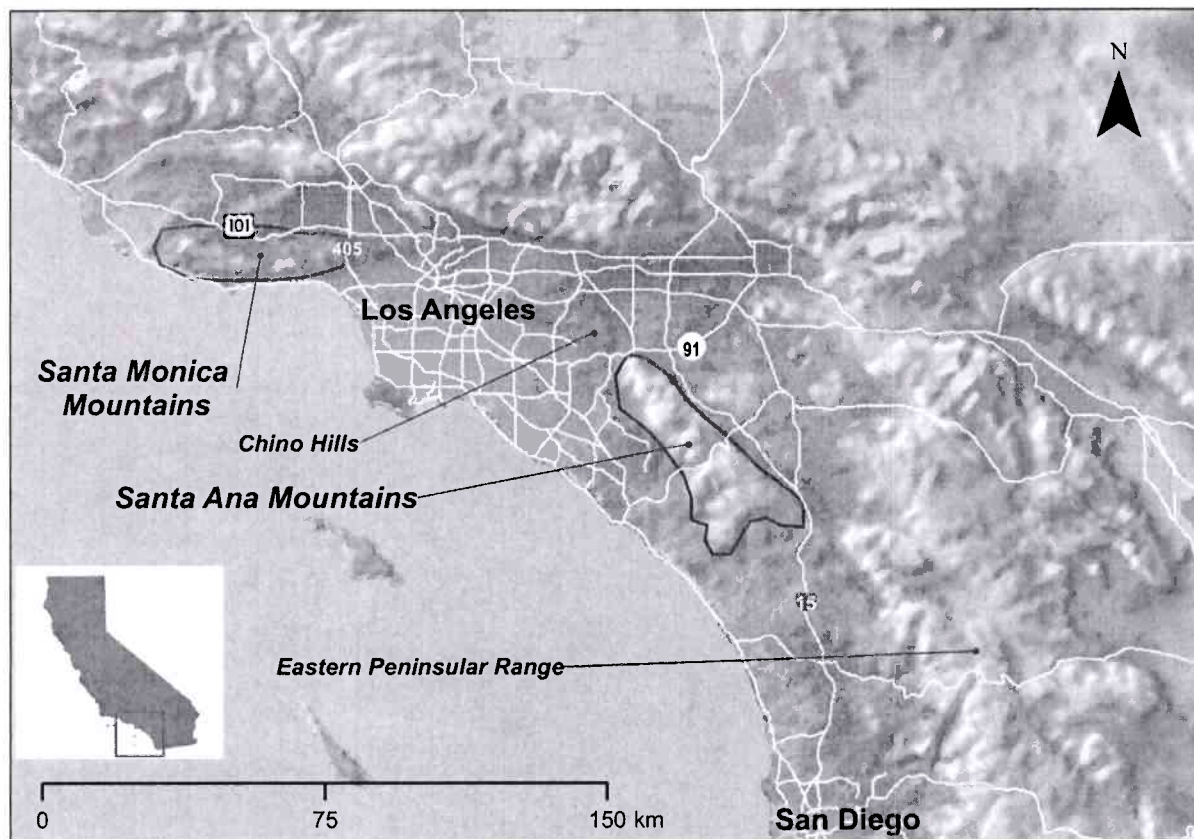 N
101
405
Los Angeles
91
Santa Monica
Mountains
Chino Hills
Santa Ana Mountains
15
Eastern Peninsular Range
0
75
150 km
San Diego